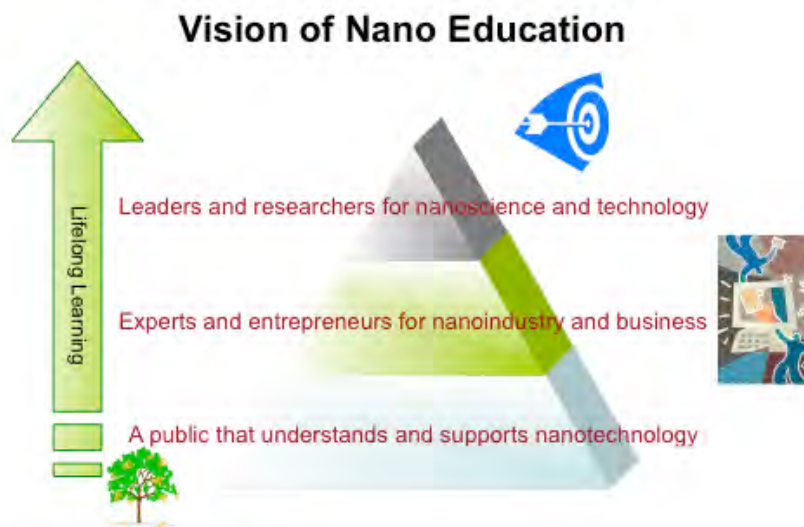 Vision of Nano Education
Lifelong Learning
Leaders and researchers for nanoscience and technology
Experts and entrepreneurs for nanoindustry and business
A public that understands and supports nanotechnology